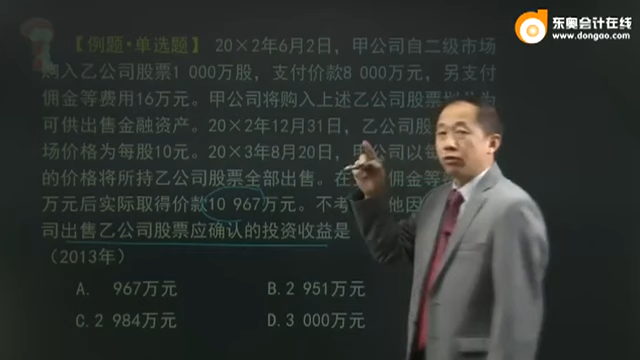 东奥会计在线
www.dongao.com
【例题·单选题】20×2年6月2日，甲公司自二级市场
购入乙公司股票1 000万股，支付价款8 000万元，另支付
佣金等费用16万元。甲公司将购入上述乙公司股票
可供出售金融资产。20×2年12月31日，乙公司股
场价格为每股10元。20×3年8月20日，甲公司以
的价格将所持乙公司股票全部出售。在 佣金等
万元后实际取得价款10 967万元。不考 他因
司出售乙公司股票应确认的投资收益是
（2013年）
A. 967万元
B.2 951万元
C.2 984万元
D.3 000万元